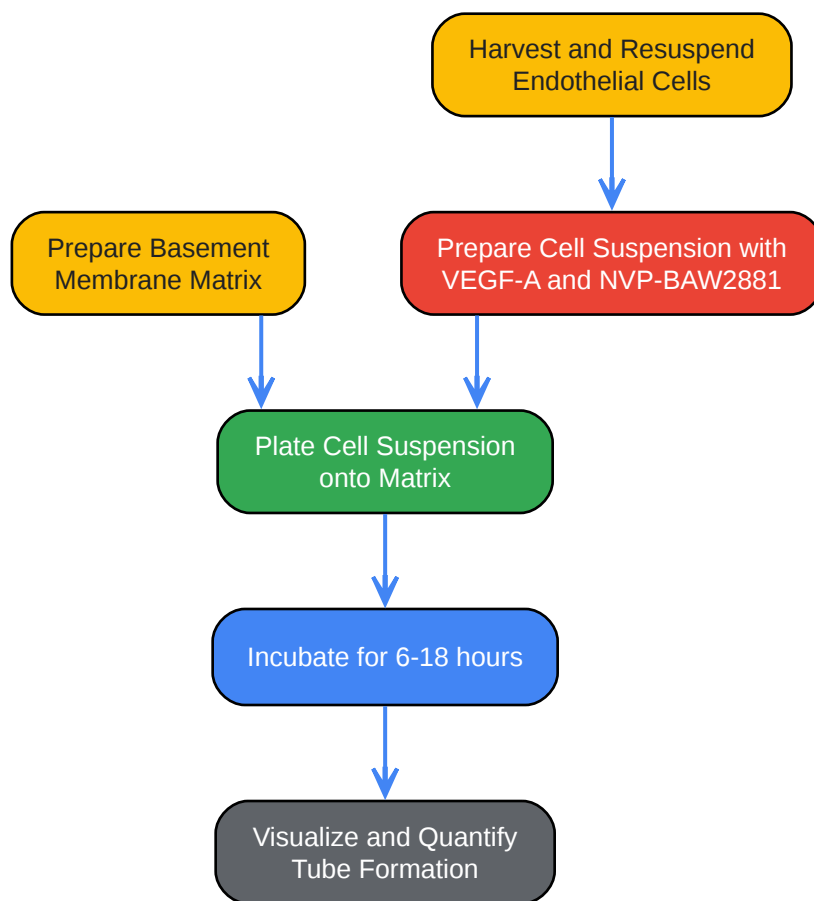 Harvest and Resuspend
Endothelial Cells
Prepare Basement
Membrane Matrix
Prepare Cell Suspension with
VEGF-A and NVP-BAW2881
Plate Cell Suspension
onto Matrix
Incubate for 6-18 hours
Visualize and Quantify
Tube Formation